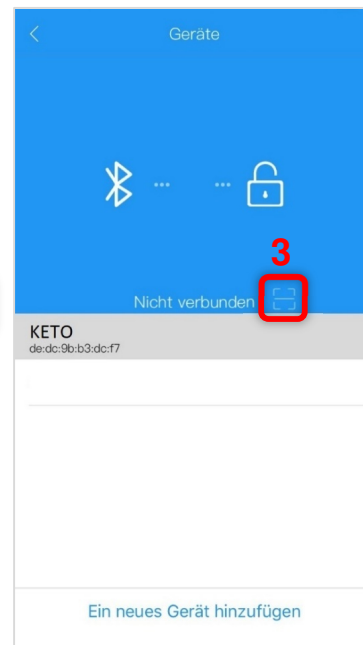 Geräte
3
Nicht verbunden
KETO
de:dc:9b:b3:dc:f7
Ein neues Gerät hinzufügen